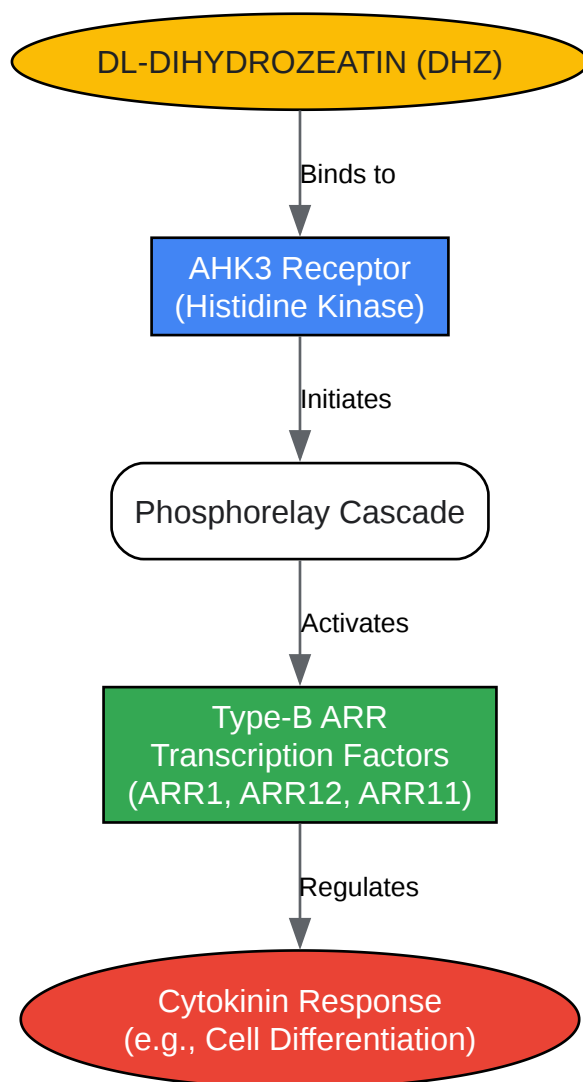 DL-DIHYDROZEATIN (DHZ)
Binds to
AHK3 Receptor
(Histidine Kinase)
Initiates
Phosphorelay Cascade
Activates
Type-B ARR
Transcription Factors
(ARR1, ARR12, ARR11)
Regulates
Cytokinin Response
(e.g., Cell Differentiation)